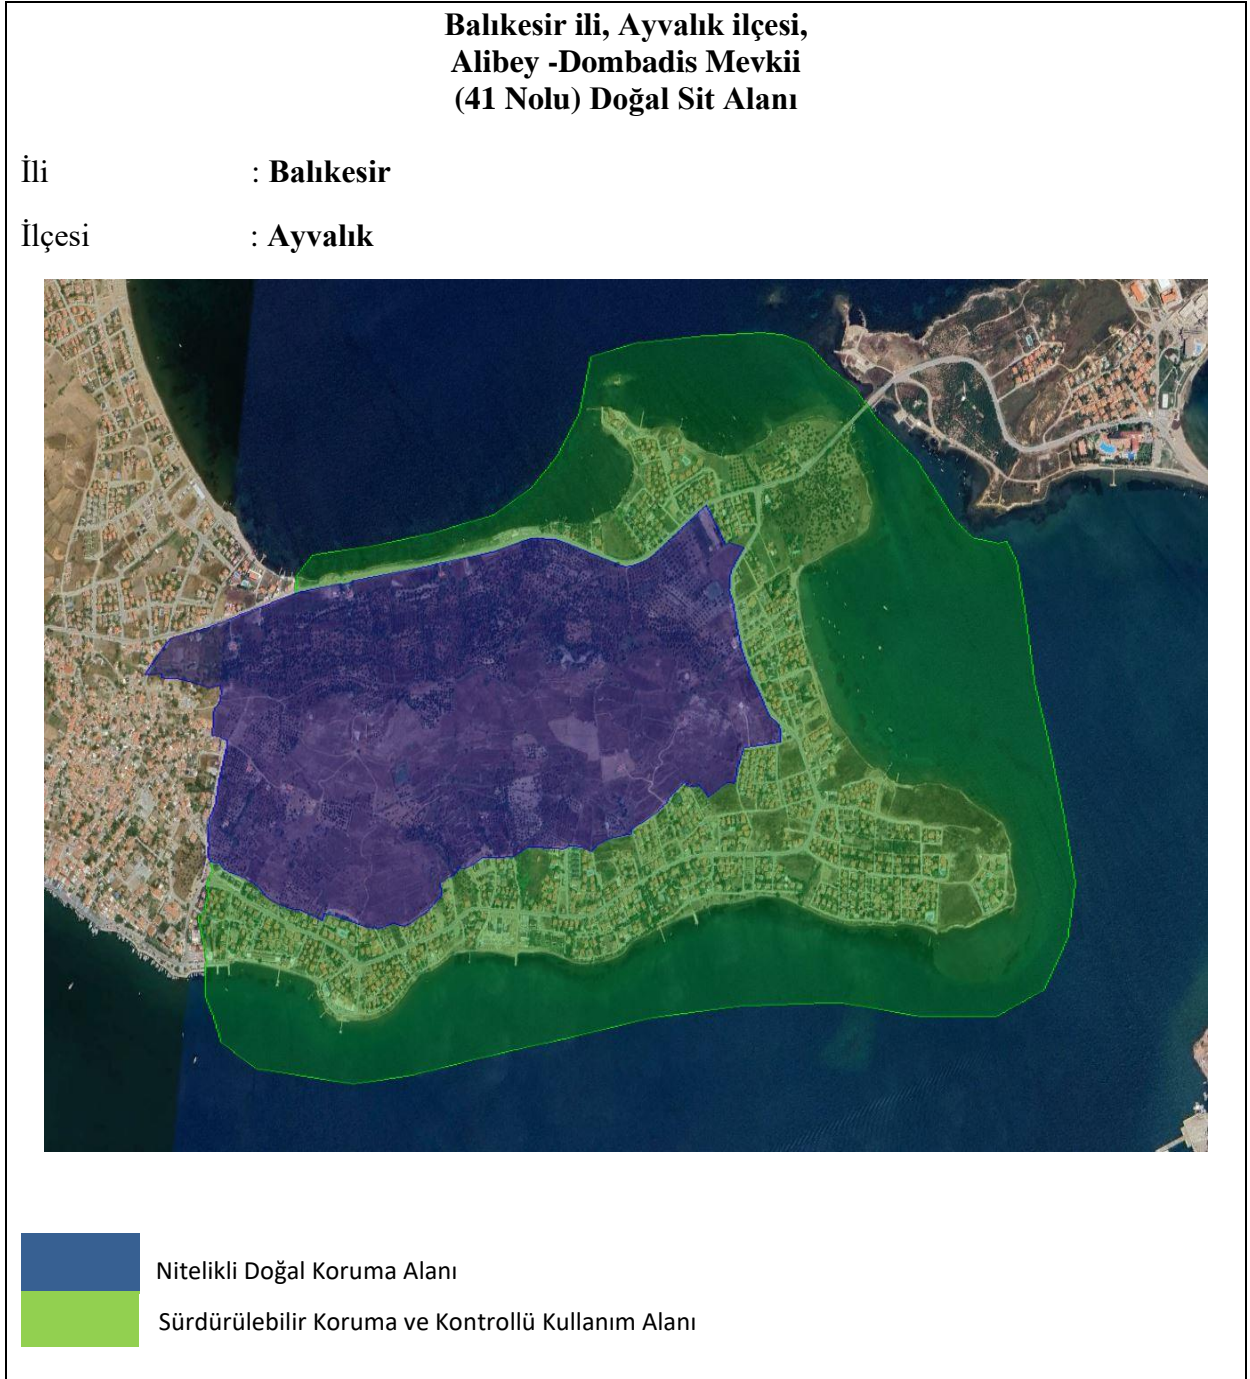 Balıkesir ili, Ayvalık ilçesi,
Alibey -Dombadis Mevkii
(41 Nolu) Doğal Sit Alanı
İli : Balıkesir
İlçesi : Ayvalık
Nitelikli Doğal Koruma Alanı
Sürdürülebilir Koruma ve Kontrollü Kullanım Alanı